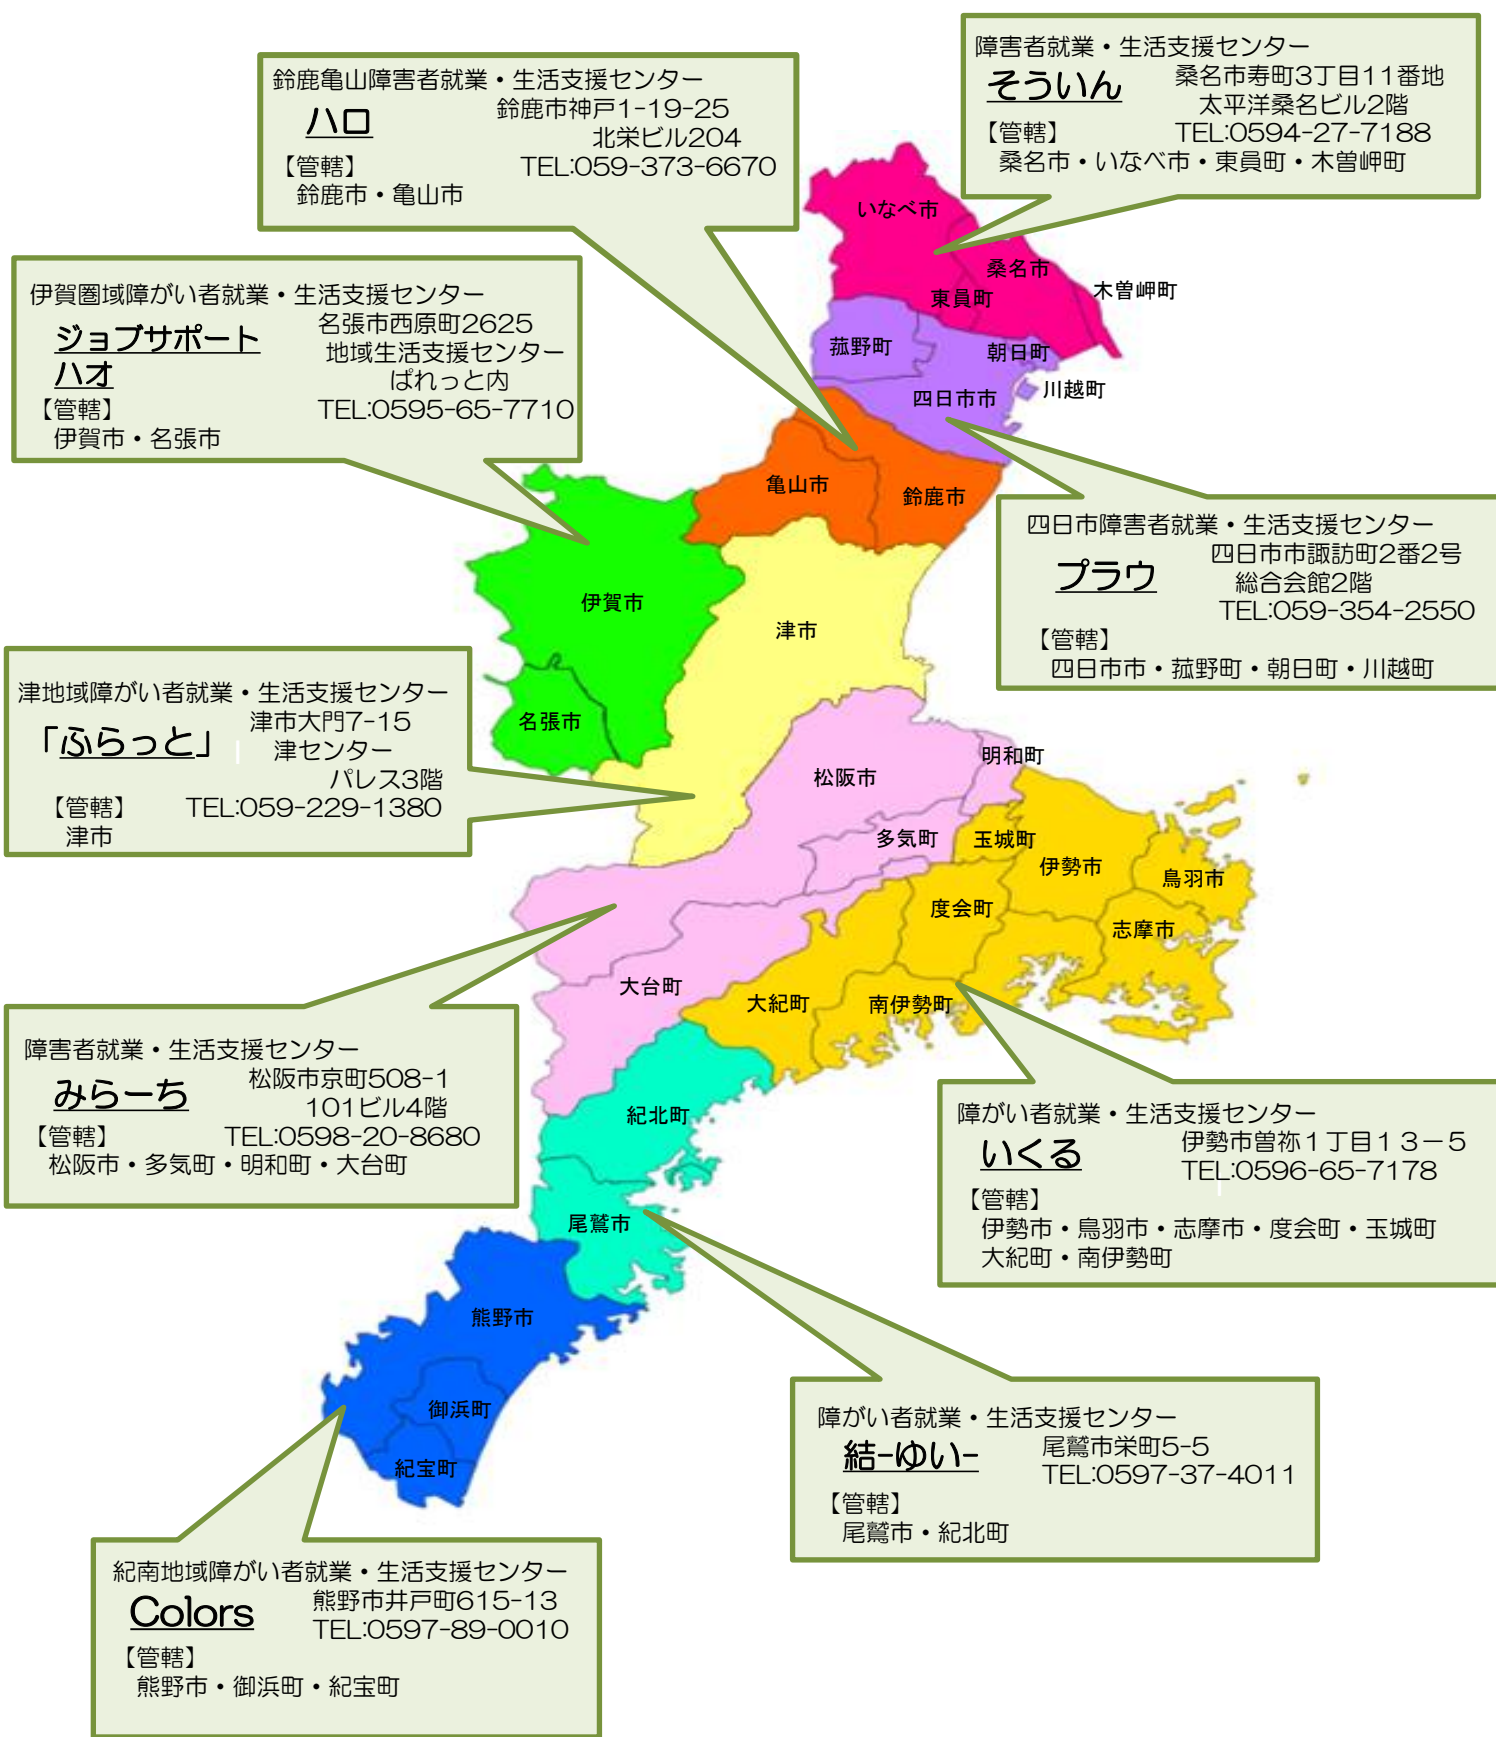 障害者就業・生活支援センター
そういん
桑名市寿町3丁目11番地
太平洋桑名ビル2階
【管轄】
TEL:0594-27-7188
桑名市・いなべ市・東員町・木曽岬町
鈴鹿亀山障害者就業・生活支援センター
ハロ
鈴鹿市神戸1-19-25
北栄ビル204
【管轄】
TEL:059-373-6670
鈴鹿市・亀山市
伊賀圏域障がい者就業・生活支援センター
ジョブサポート
ハオ
名張市西原町2625
地域生活支援センター
ぱれっと内
【管轄】
TEL:0595-65-7710
伊賀市・名張市
四日市障害者就業・生活支援センター
プラウ
四日市市諏訪町2番2号
総合会館2階
TEL:059-354-2550
【管轄】
四日市市・菰野町・朝日町・川越町
津地域障がい者就業・生活支援センター
「ふらっと」
津市大門7-15
津センター
パレス3階
【管轄】
TEL:059-229-1380
津市
障害者就業・生活支援センター
みらーち
松阪市京町508-1
101ビル4階
【管轄】
TEL:0598-20-8680
松阪市・多気町・明和町・大台町
障がい者就業・生活支援センター
いくる
伊勢市曽祢1丁目13-5
TEL:0596-65-7178
【管轄】
伊勢市・鳥羽市・志摩市・度会町・玉城町
大紀町・南伊勢町
障がい者就業・生活支援センター
結-ゆい-
尾鷲市栄町5-5
TEL:0597-37-4011
【管轄】
尾鷲市・紀北町
紀南地域障がい者就業・生活支援センター
Colors
熊野市井戸町615-13
TEL:0597-89-0010
【管轄】
熊野市・御浜町・紀宝町
いなべ市
桑名市
木曽岬町
東員町
菰野町
朝日町
川越町
四日市市
亀山市
鈴鹿市
伊賀市
津市
名張市
明和町
松阪市
多気町
玉城町
伊勢市
鳥羽市
度会町
志摩市
大台町
大紀町
南伊勢町
紀北町
尾鷲市
熊野市
御浜町
紀宝町